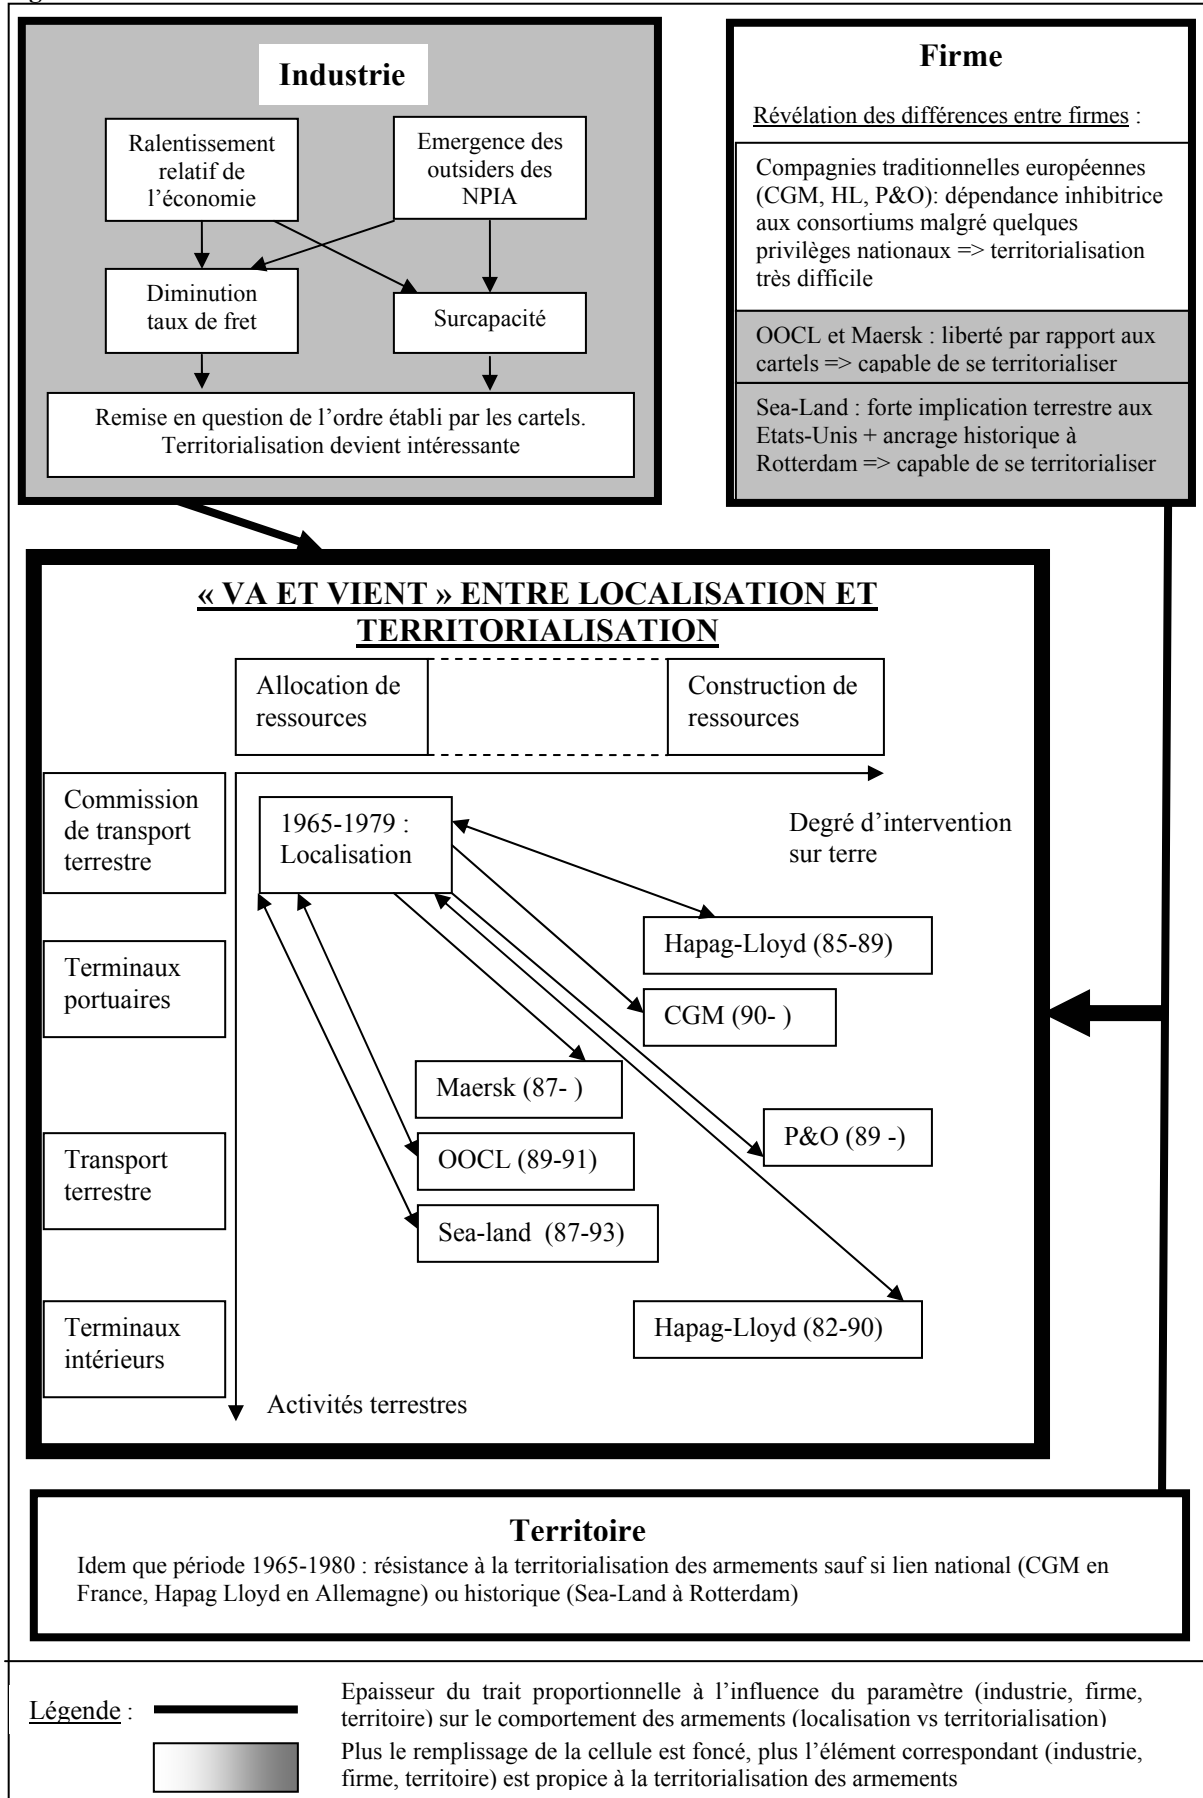 Industrie
Ralentissement
relatif de
l'économie
Emergence des
outsiders des
NPIA
Diminution
taux de fret
Surcapacité
Remise en question de l'ordre établi par les cartels.
Territorialisation devient intéressante
Firme
Révélation des différences entre firmes :
Compagnies traditionnelles européennes
(CGM, HL, P&O): dépendance inhibitrice
aux consortiums malgré quelques
privilèges nationaux => territorialisation
très difficile
OOCL et Maersk : liberté par rapport aux
cartels => capable de se territorialiser
Sea-Land : forte implication terrestre aux
Etats-Unis + ancrage historique à
Rotterdam => capable de se territorialiser
« VA ET VIENT » ENTRE LOCALISATION ET
TERRITORIALISATION
Allocation de
ressources
Construction de
ressources
Commission
de transport
terrestre
1965-1979 :
Localisation
Degré d'intervention
sur terre
Hapag-Lloyd (85-89)
Terminaux
portuaires
CGM (90- )
Maersk (87- )
P&O (89 -)
Transport
terrestre
OOCL (89-91)
Sea-land (87-93)
Terminaux
intérieurs
Hapag-Lloyd (82-90)
Activités terrestres
Territoire
Idem que période 1965-1980 : résistance à la territorialisation des armements sauf si lien national (CGM en
France, Hapag Lloyd en Allemagne) ou historique (Sea-Land à Rotterdam)
Légende :
Epaisseur du trait proportionnelle à l'influence du paramètre (industrie, firme,
territoire) sur le comportement des armements (localisation vs territorialisation)
Plus le remplissage de la cellule est foncé, plus l'élément correspondant (industrie,
firme, territoire) est propice à la territorialisation des armements